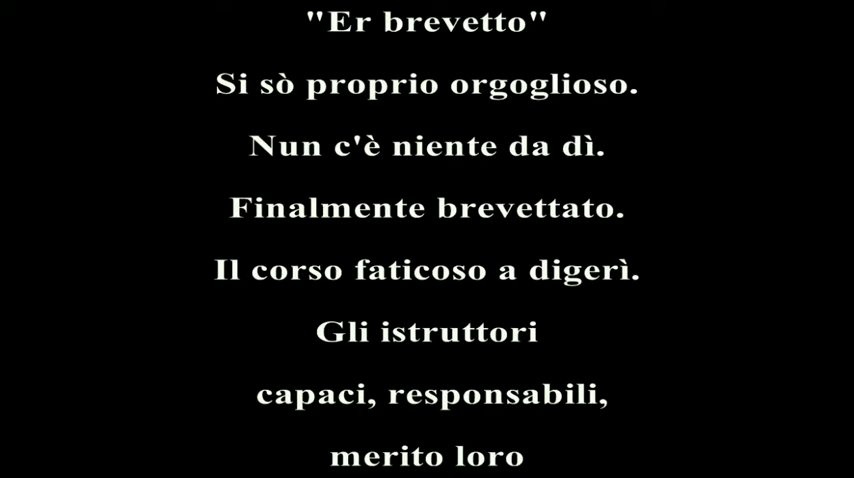 "Er brevetto"
Si sò proprio orgoglioso.
Nun c'è niente da dì.
Finalmente brevettato.
Il corso faticoso a digerì.
Gli istruttori
capaci, responsabili,
merito loro